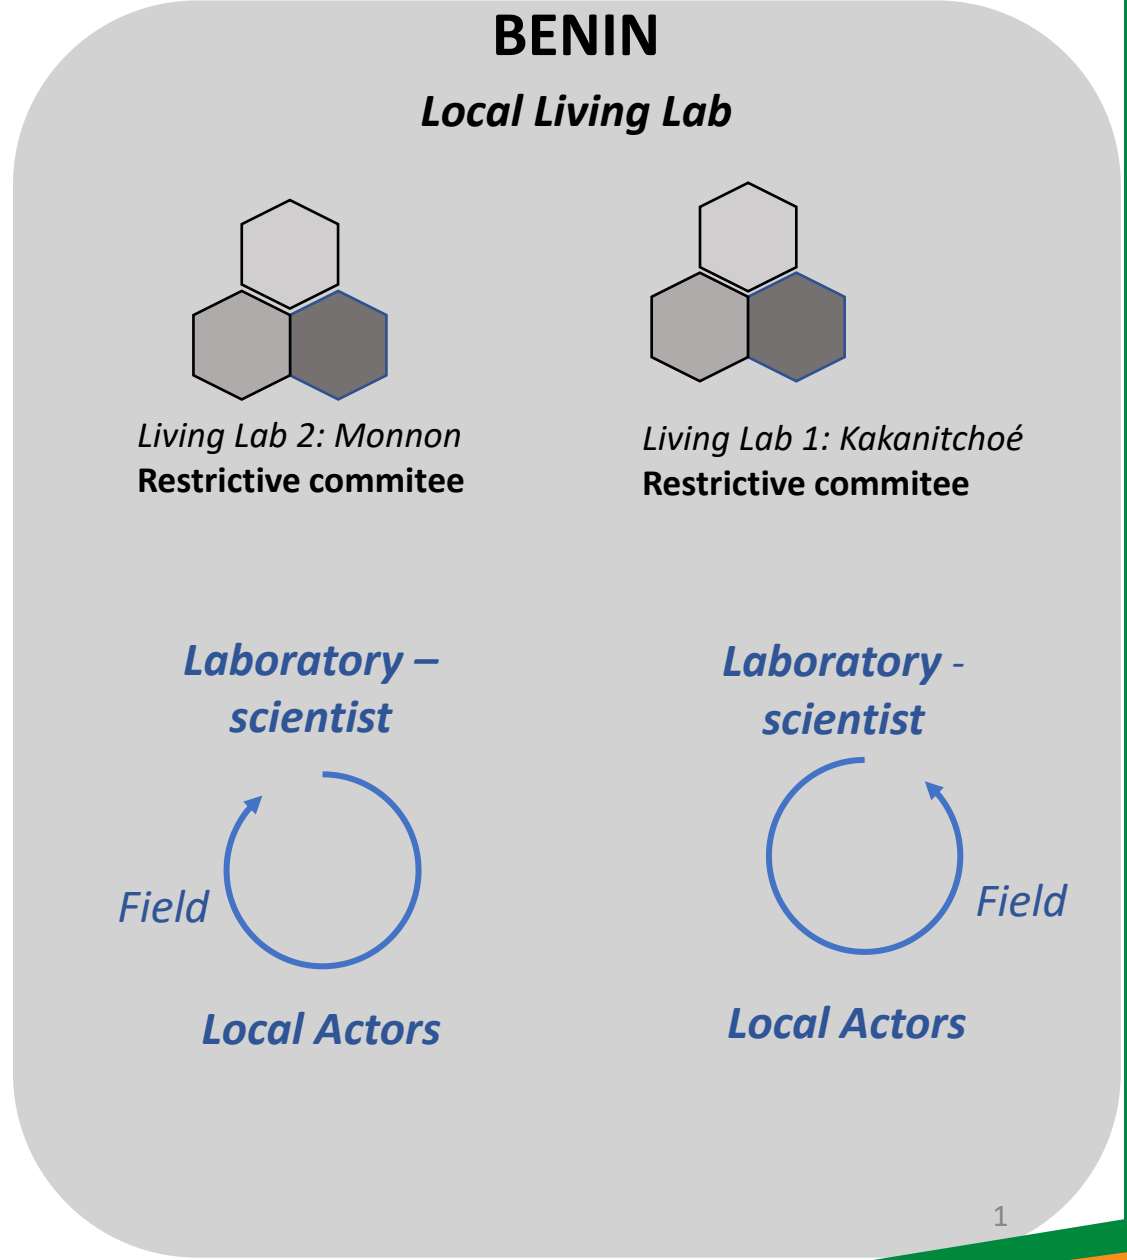 BENIN
Local Living Lab
Living Lab 2: Monnon
Restrictive commitee
Living Lab 1: Kakanitchoé
Restrictive commitee
Laboratory –
scientist
Field
Local Actors
Laboratory -
scientist
Field
Local Actors
1